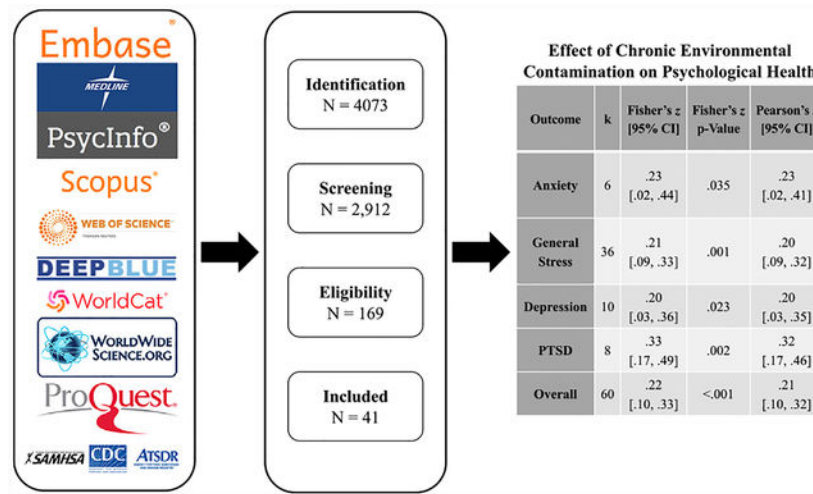 Embase®
MEDLINE
PsycInfo®
Scopus®
WEB OF SCIENCE™
DEEPBLUE
WorldCat®
WORLDWIDE
SCIENCE.ORG
ProQuest®
SAMHSA
CDC
ATSDR
Identification
N = 4073
Screening
N = 2,912
Eligibility
N = 169
Included
N = 41
Effect of Chronic Environmental
Contamination on Psychological Health
Outcome k Fisher's z [95% CI] Fisher's z p-Value Pearson's [95% CI]
Anxiety 6 .23 [.02, .44] .035 .23 [.02, .41]
General Stress 36 .21 [.09, .33] .001 .20 [.09, .32]
Depression 10 .20 [.03, .36] .023 .20 [.03, .35]
PTSD 8 .33 [.17, .49] .002 .32 [.17, .46]
Overall 60 .22 [.10, .33] <.001 .21 [.10, .32]